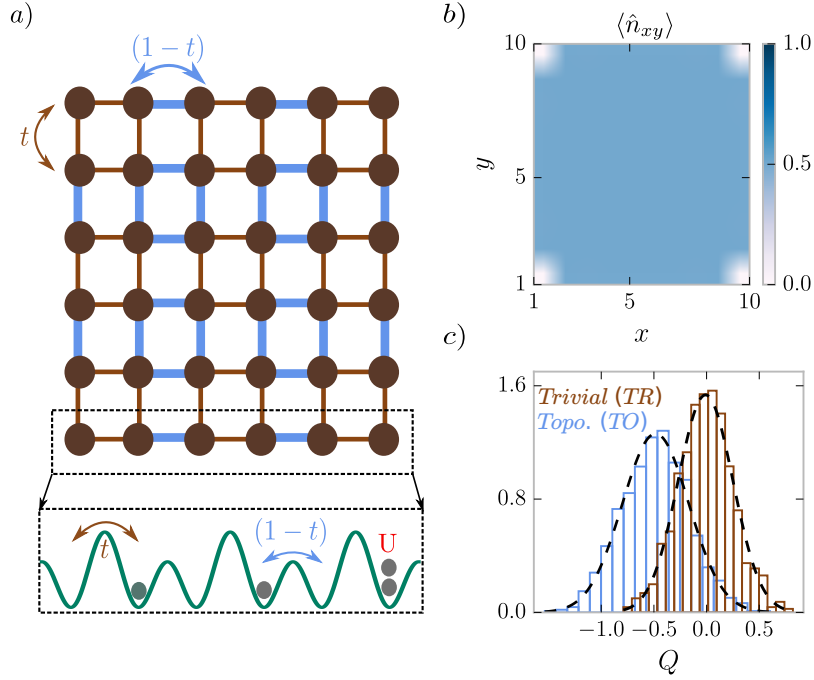 a)
(1 − t)
t
t
(1 − t)
U
b)
⟨n̂xy⟩
10
5
1
y
1
5
10
x
1.0
0.5
0.0
c)
Trivial (TR)
Topo. (TO)
1.6
0.8
0.0
−1.0
−0.5
0.0
0.5
Q